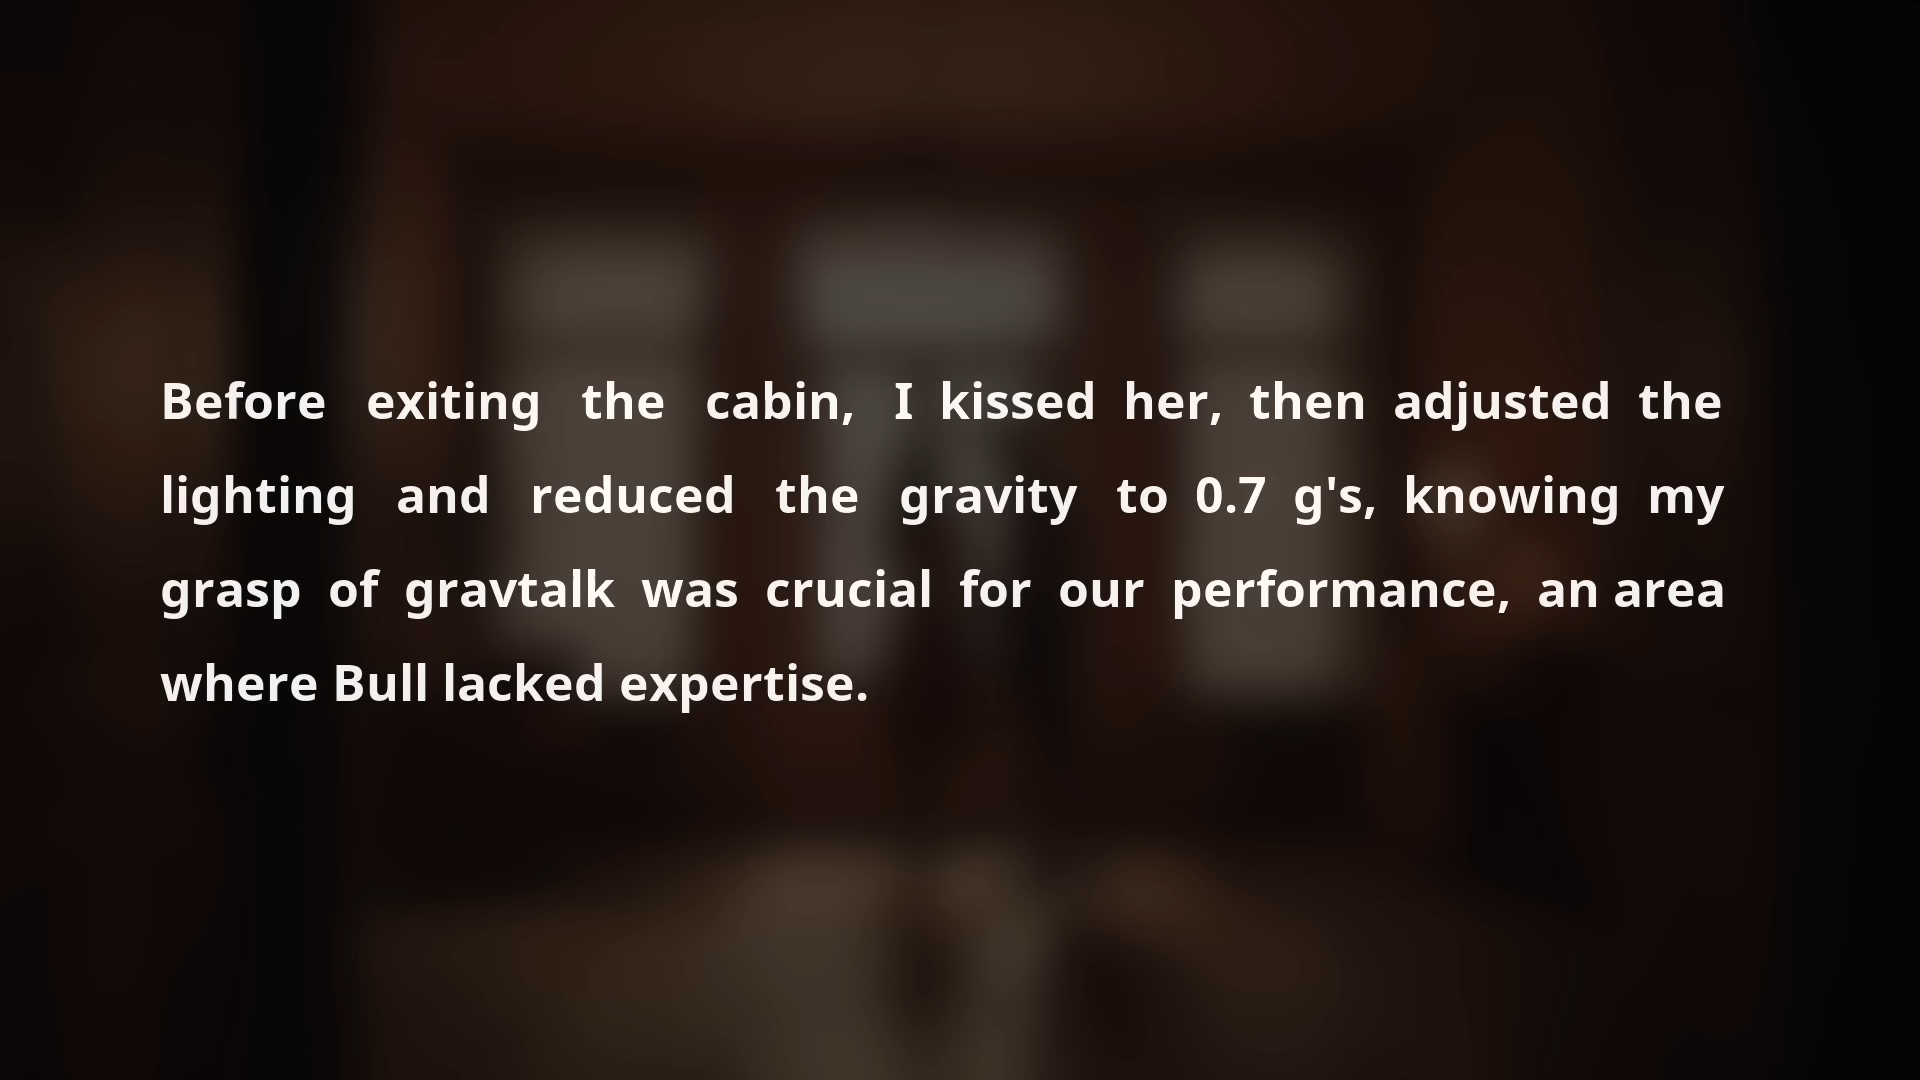 Before exiting the cabin, I kissed her, then adjusted the
lighting and reduced the gravity to 0.7 g's, knowing my
grasp of gravtalk was crucial for our performance, an area
where Bull lacked expertise.